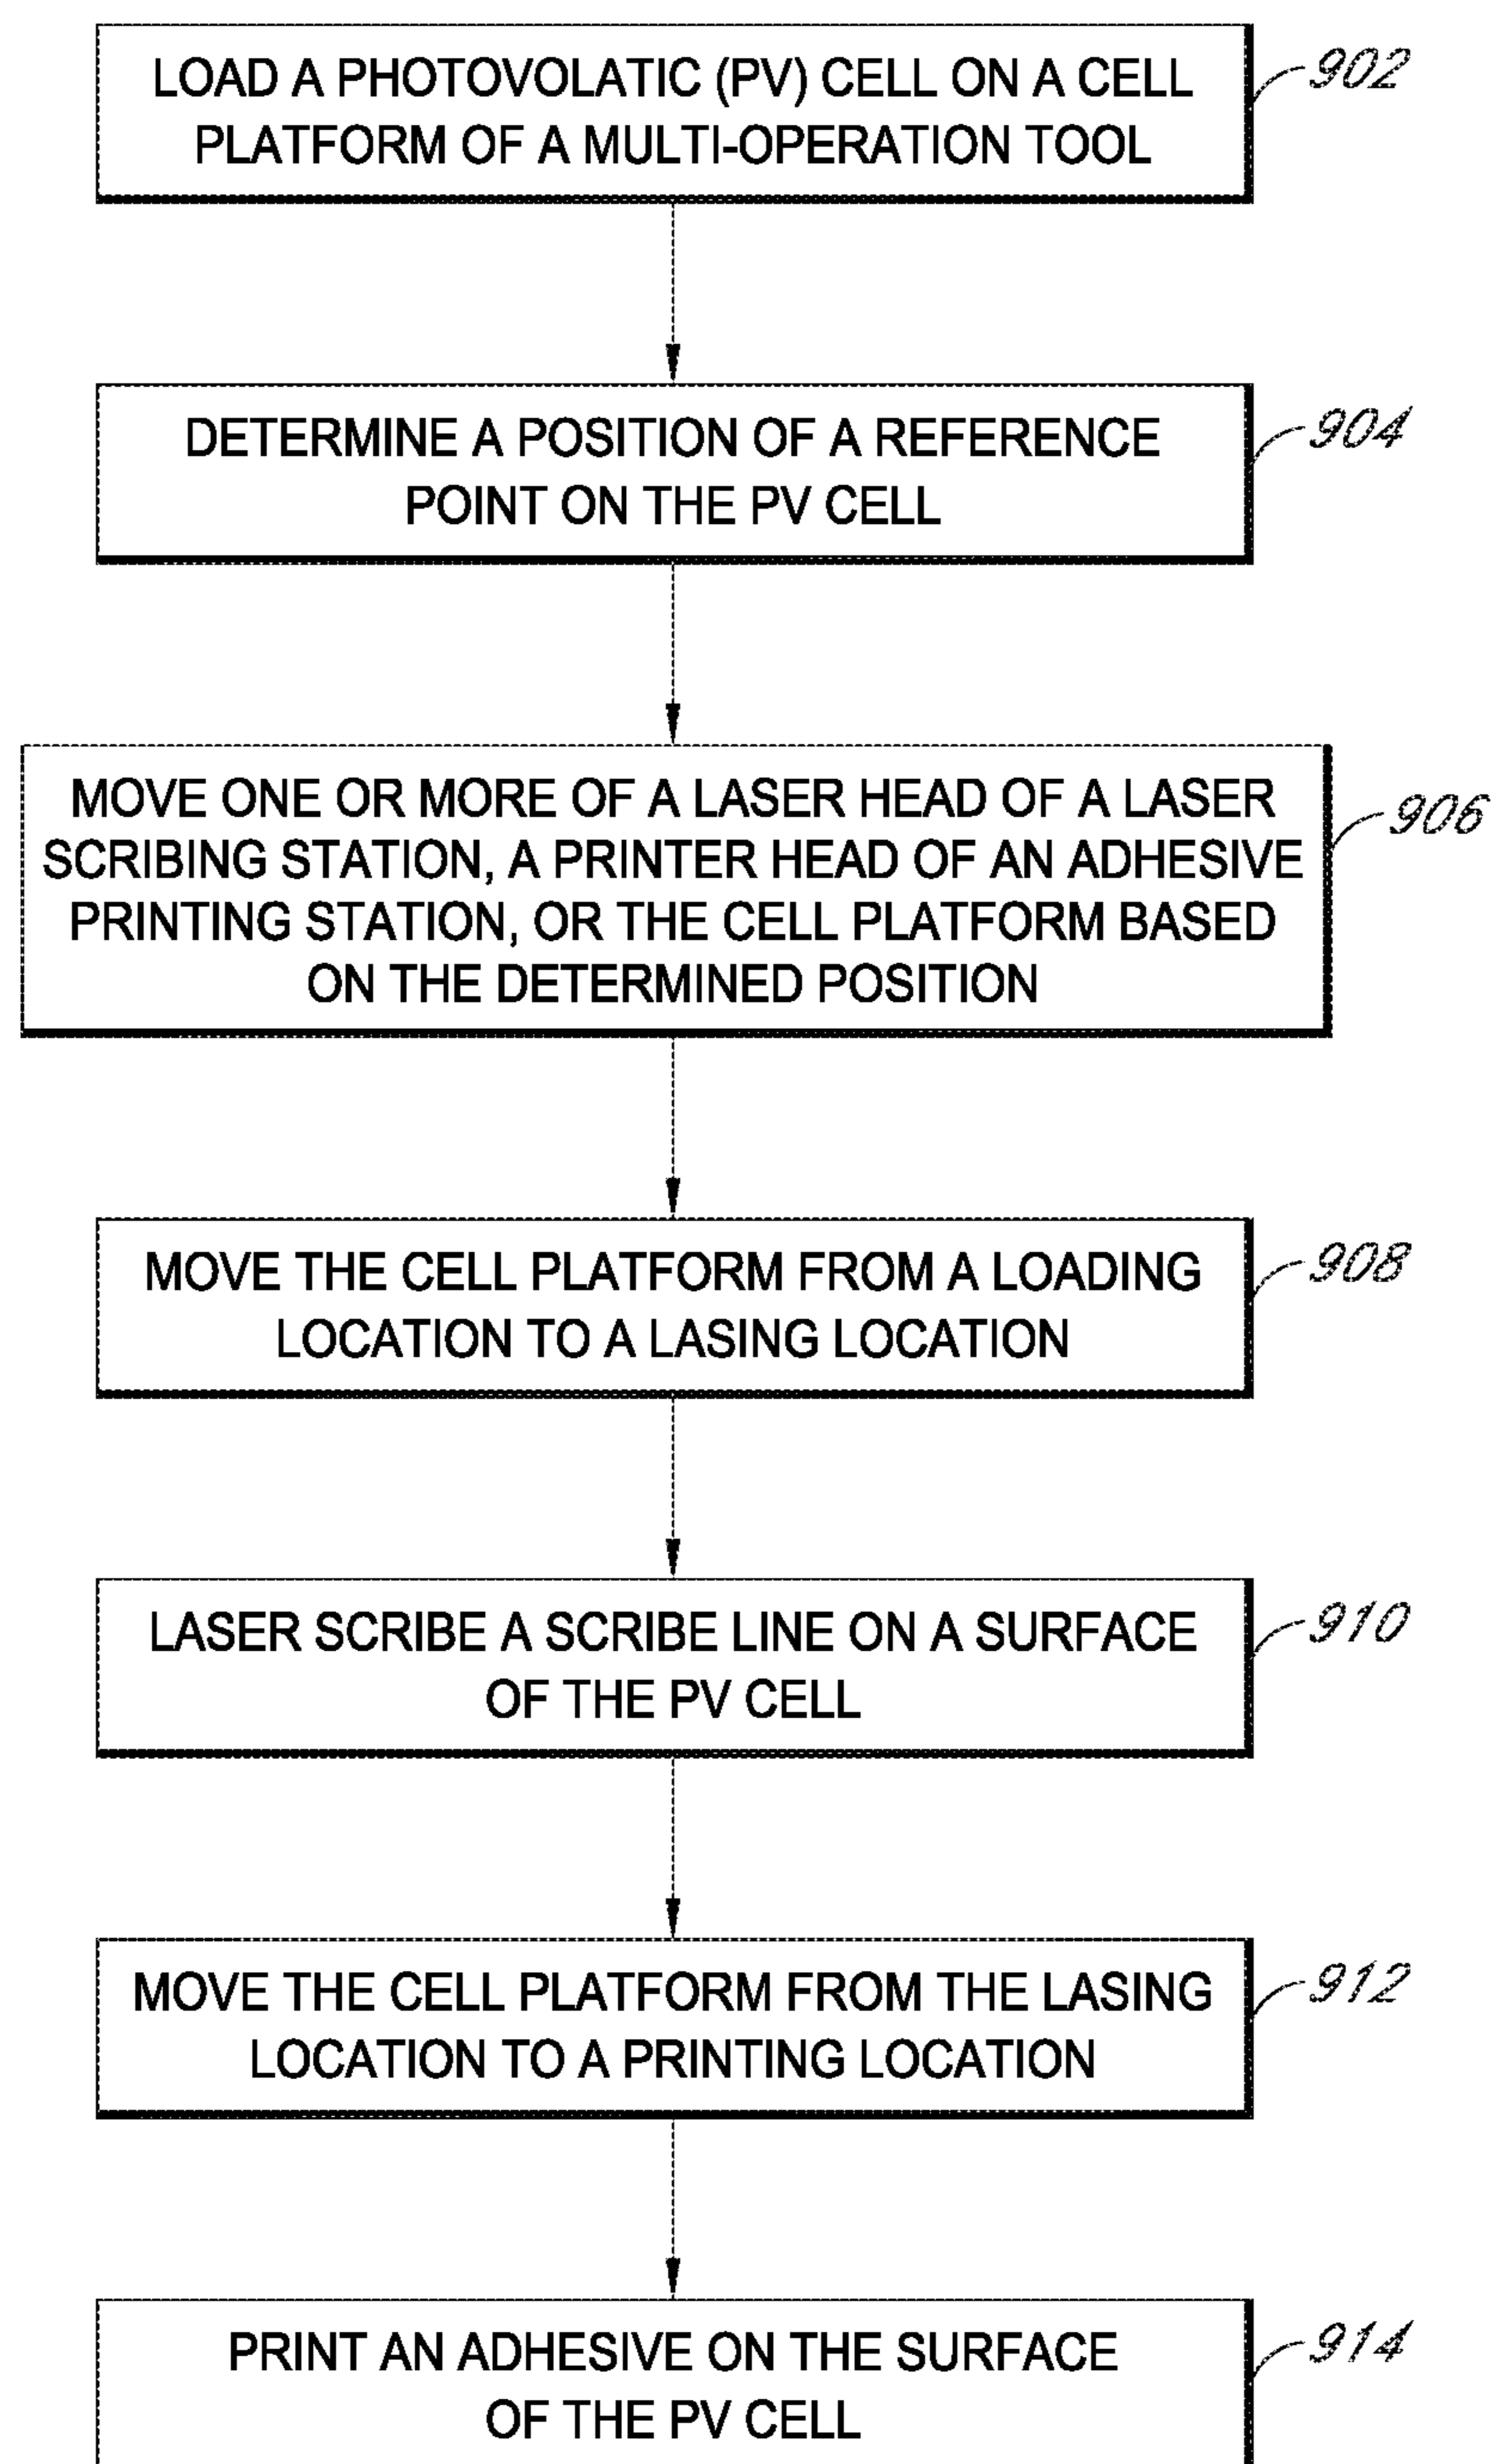 LOAD A PHOTOVOLATIC (PV) CELL ON A CELL
PLATFORM OF A MULTI-OPERATION TOOL
902
DETERMINE A POSITION OF A REFERENCE
POINT ON THE PV CELL
904
MOVE ONE OR MORE OF A LASER HEAD OF A LASER
SCRIBING STATION, A PRINTER HEAD OF AN ADHESIVE
PRINTING STATION, OR THE CELL PLATFORM BASED
ON THE DETERMINED POSITION
906
MOVE THE CELL PLATFORM FROM A LOADING
LOCATION TO A LASING LOCATION
908
LASER SCRIBE A SCRIBE LINE ON A SURFACE
OF THE PV CELL
910
MOVE THE CELL PLATFORM FROM THE LASING
LOCATION TO A PRINTING LOCATION
912
PRINT AN ADHESIVE ON THE SURFACE
OF THE PV CELL
914